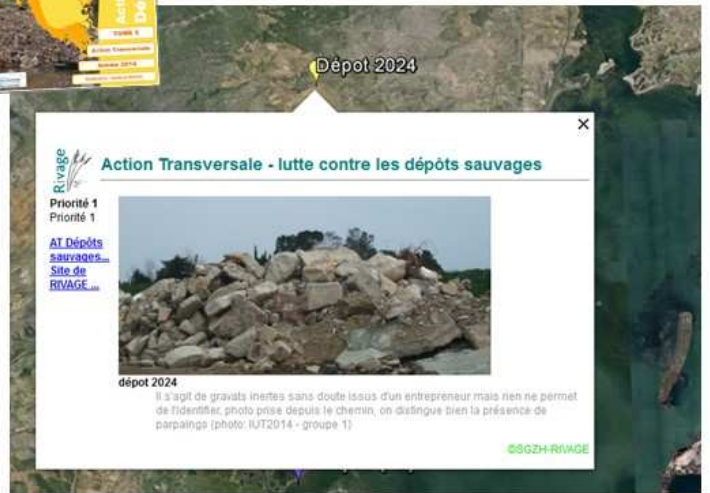 TOME 5
Action Transversale
Année 2014
Dépot 2024
Rivage
Action Transversale - lutte contre les dépôts sauvages
Priorité 1
Priorité 1
AT Dépôts
sauvages...
Site de
RIVAGE ...
dépot 2024
Il s'agit de gravats inertes sans doute issus d'un entrepreneur mais rien ne permet
de l'identifier, photo prise depuis le chemin, on distingue bien la présence de
parpaings (photo: IUT2014 - groupe 1)
©SGZH-RIVAGE